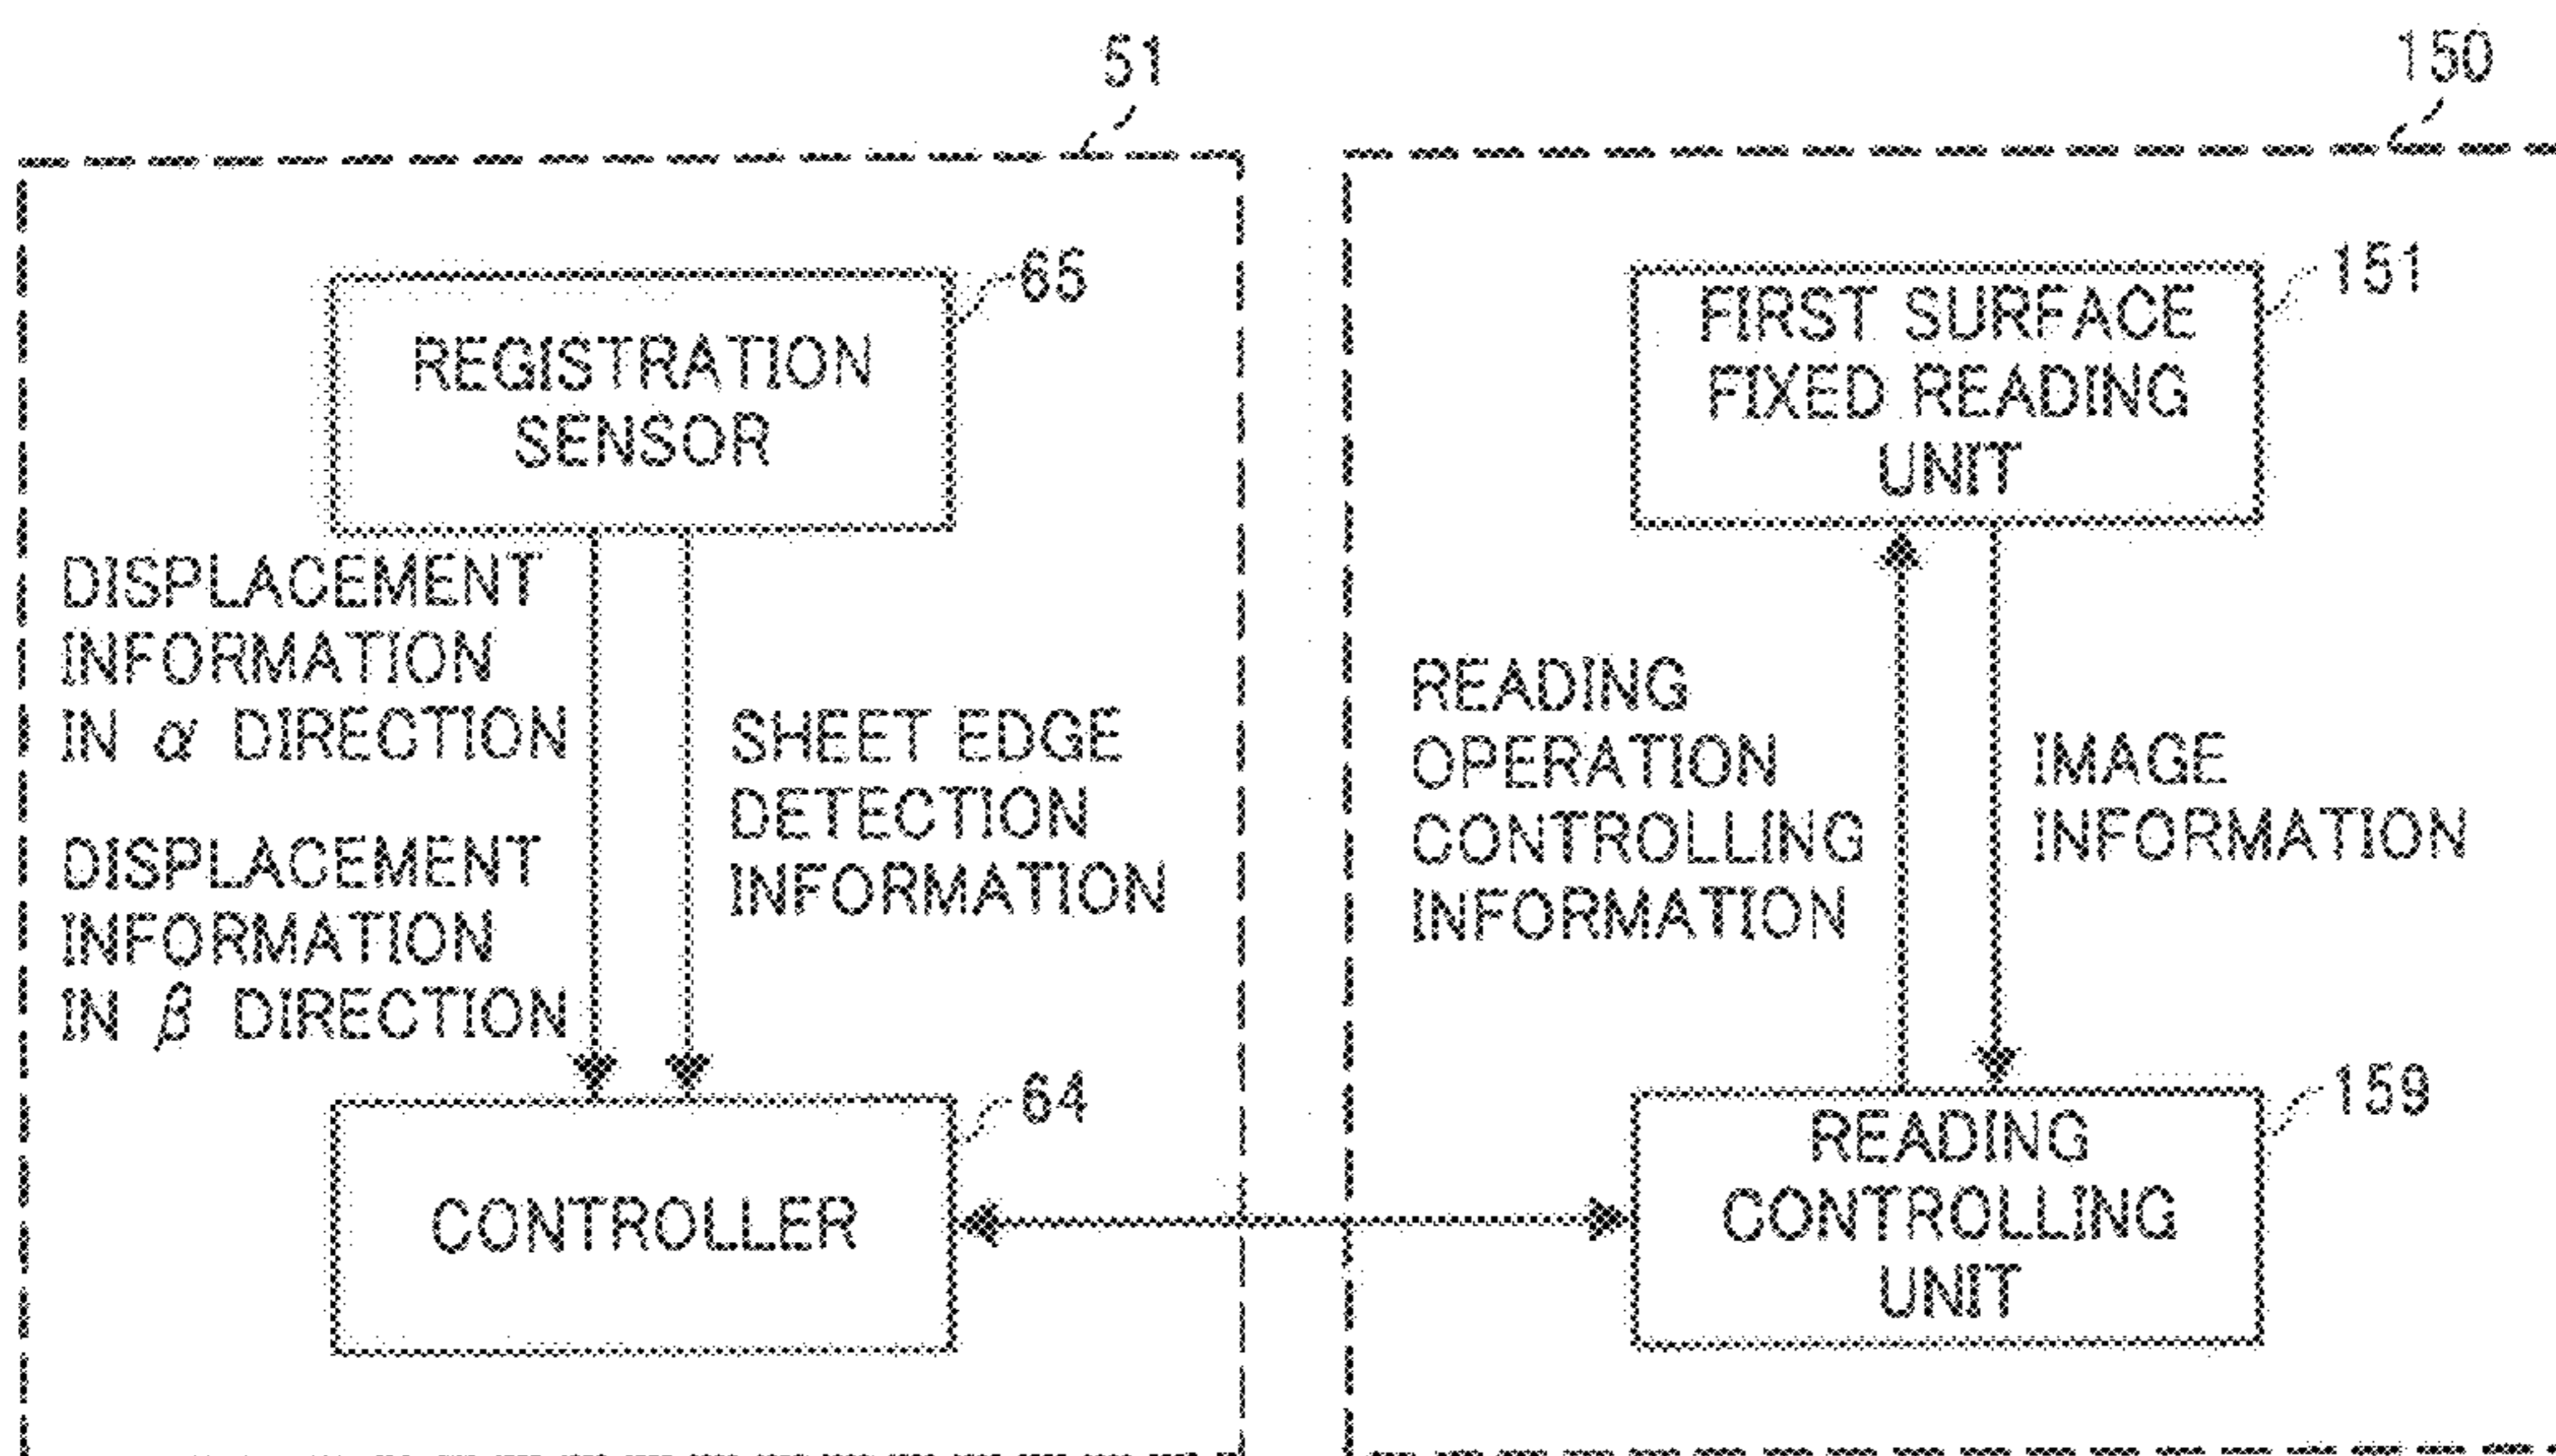 51
150
65
REGISTRATION
SENSOR
151
FIRST SURFACE
FIXED READING
UNIT
DISPLACEMENT
INFORMATION
IN α DIRECTION
DISPLACEMENT
INFORMATION
IN β DIRECTION
SHEET EDGE
DETECTION
INFORMATION
READING
OPERATION
CONTROLLING
INFORMATION
IMAGE
INFORMATION
64
CONTROLLER
159
READING
CONTROLLING
UNIT